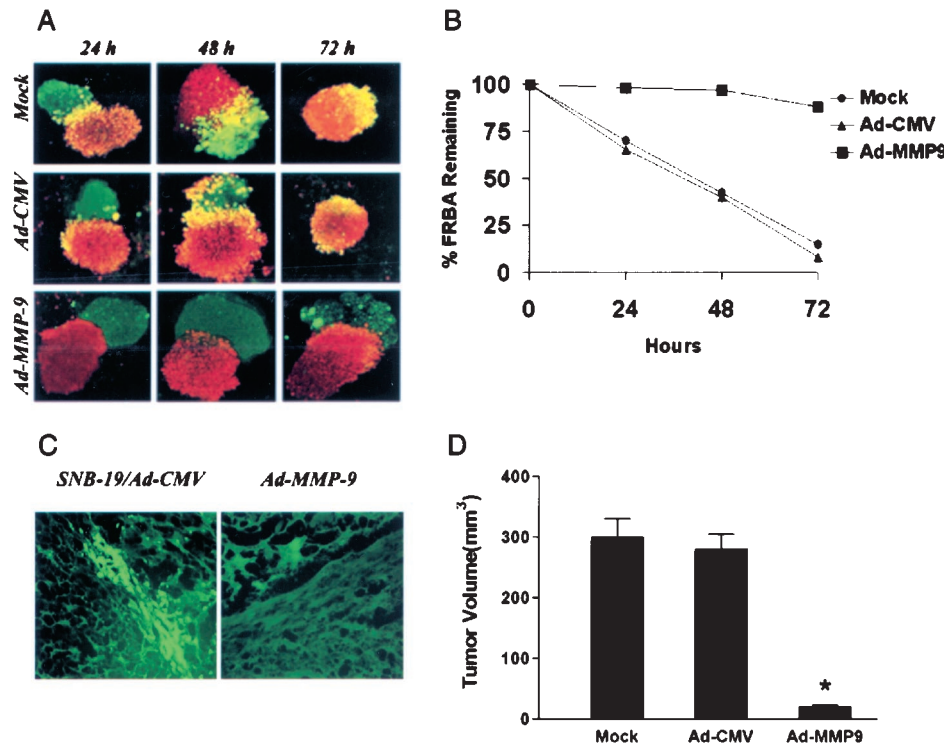 A
24 h 48 h 72 h
Mock
Ad-CMV
Ad-MMP-9
B
% FRBA Remaining
100
75
50
25
0
0 24 48 72
Hours
Mock
Ad-CMV
Ad-MMP9
C
SNB-19/Ad-CMV Ad-MMP-9
D
Tumor Volume(mm³)
400
300
200
100
0
*
Mock Ad-CMV Ad-MMP9